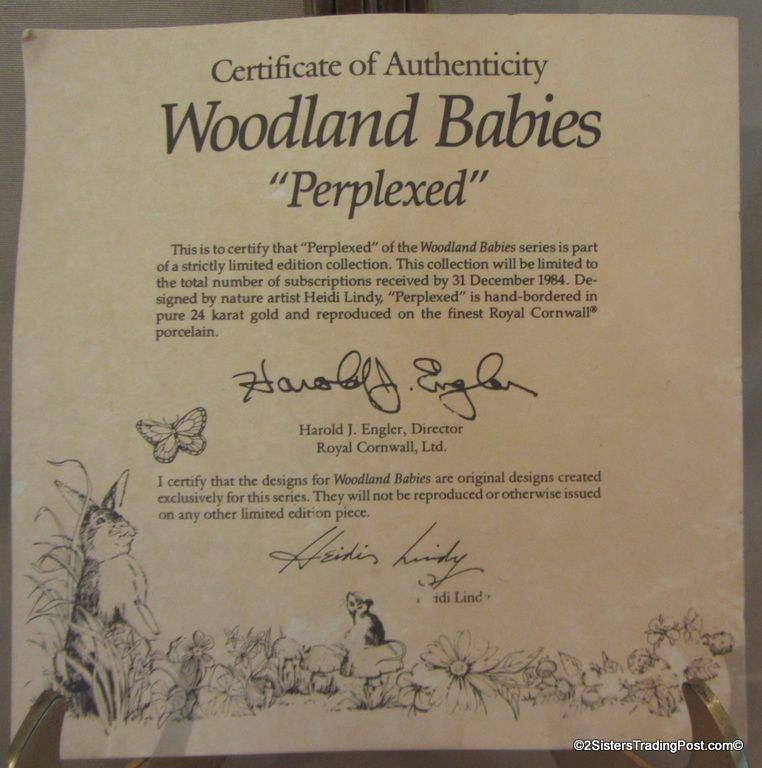 Certificate of Authenticity
Woodland Babies
"Perplexed"
This is to certify that "Perplexed" of the Woodland Babies series is part
of a strictly limited edition collection. This collection will be limited to
the total number of subscriptions received by 31 December 1984. De-
signed by nature artist Heidi Lindy, "Perplexed" is hand-bordered in
pure 24 karat gold and reproduced on the finest Royal Cornwall®
porcelain.
Harold J. Engler
Harold J. Engler, Director
Royal Cornwall, Ltd.
I certify that the designs for Woodland Babies are original designs created
exclusively for this series. They will not be reproduced or otherwise issued
on any other limited edition piece.
Heidi Lindy
idi Lind
©2SistersTradingPost.com©